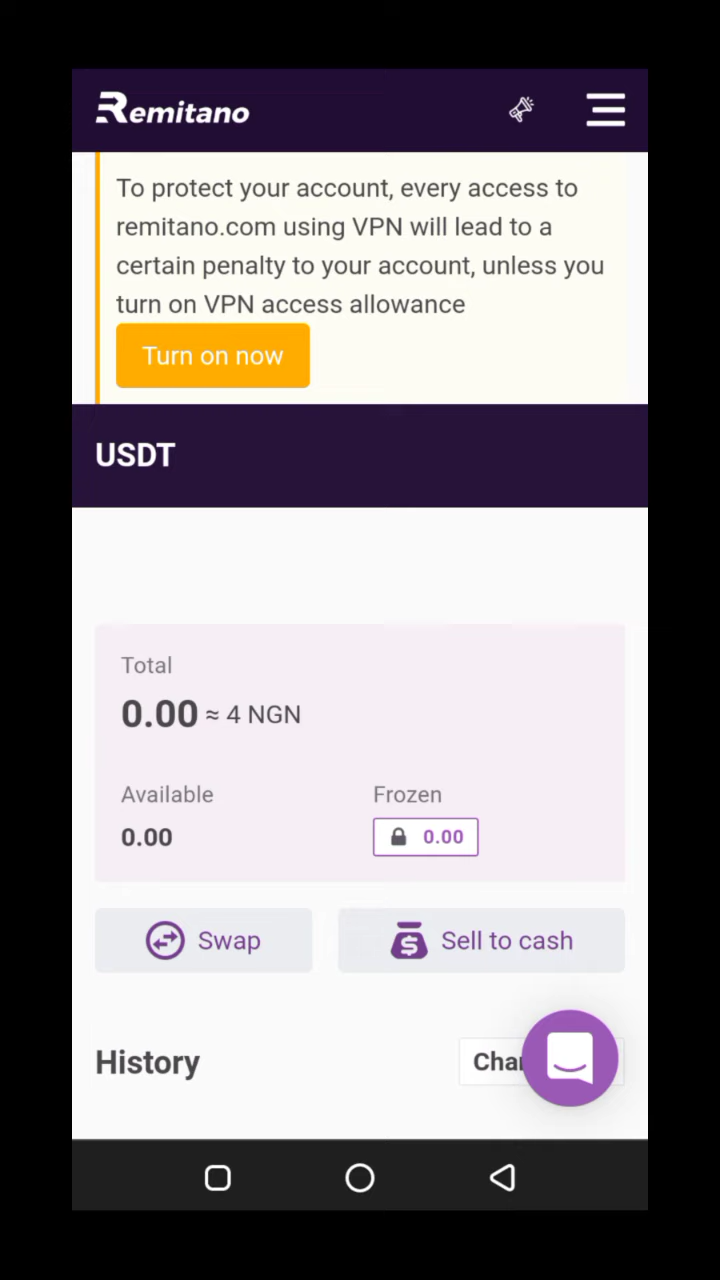 Remitano
To protect your account, every access to
remitano.com using VPN will lead to a
certain penalty to your account, unless you
turn on VPN access allowance
Turn on now
USDT
Total
0.00 ≈ 4 NGN
Available Frozen
0.00 0.00
Swap Sell to cash
History